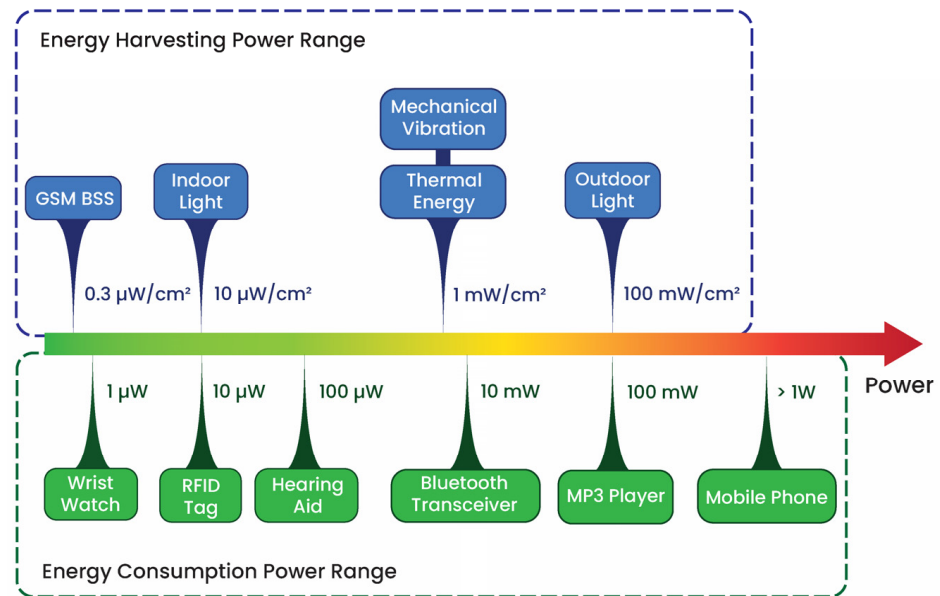 Energy Harvesting Power Range
Mechanical
Vibration
GSM BSS
Indoor
Light
Thermal
Energy
Outdoor
Light
0.3 µW/cm²
10 µW/cm²
1 mW/cm²
100 mW/cm²
Power
1 µW
10 µW
100 µW
10 mW
100 mW
> 1W
Wrist
Watch
RFID
Tag
Hearing
Aid
Bluetooth
Transceiver
MP3 Player
Mobile Phone
Energy Consumption Power Range